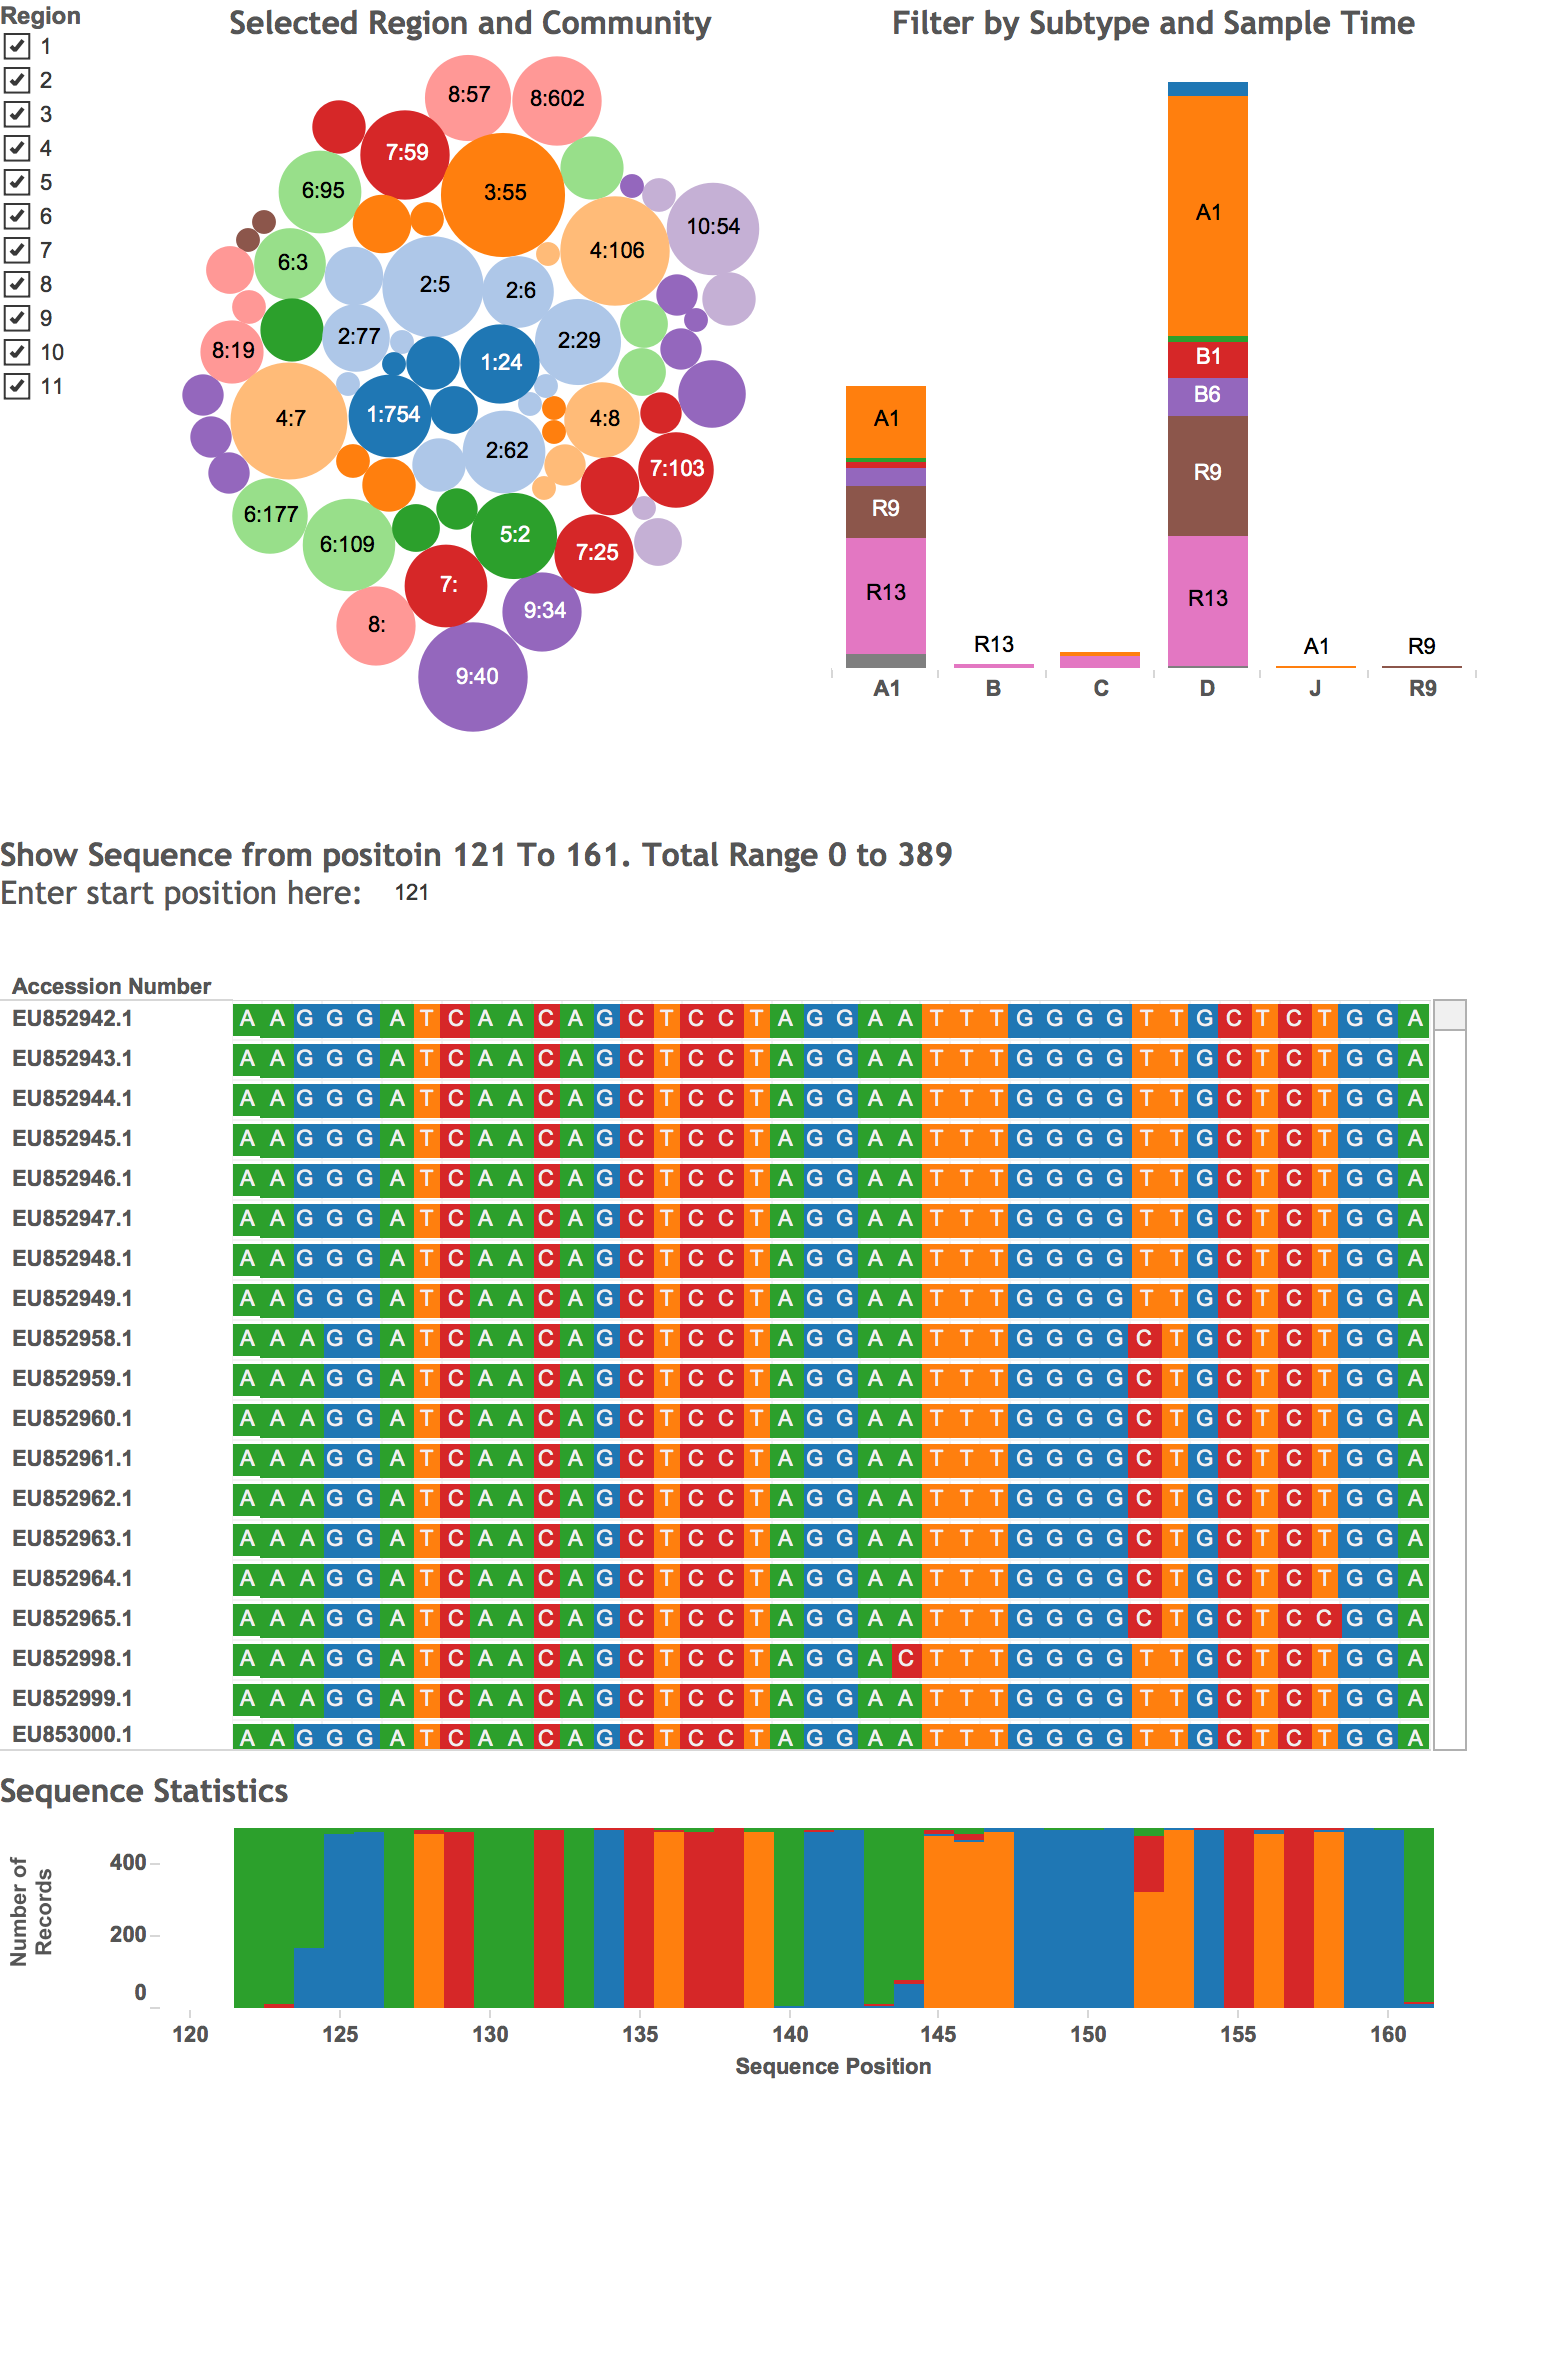 Region
1
2
3
4
5
6
7
8
9
10
11
Selected Region and Community
8:57
8:602
7:59
3:55
6:95
10:54
4:106
6:3
2:5
2:6
2:77
2:29
8:19
1:24
4:7
1:754
4:8
2:62
7:103
6:177
6:109
5:2
7:25
7:
9:34
8:
9:40
Filter by Subtype and Sample Time
A1
B1
B6
R9
R13
A1
R9
R13
R13
A1
R9
A1 B C D J R9
Show Sequence from positoin 121 To 161. Total Range 0 to 389
Enter start position here: 121
Accession Number
EU852942.1 A A G G G A T C A A C A G C T C C T A G G A A T T T G G G G T T G C T C T G G A
EU852943.1 A A G G G A T C A A C A G C T C C T A G G A A T T T G G G G T T G C T C T G G A
EU852944.1 A A G G G A T C A A C A G C T C C T A G G A A T T T G G G G T T G C T C T G G A
EU852945.1 A A G G G A T C A A C A G C T C C T A G G A A T T T G G G G T T G C T C T G G A
EU852946.1 A A G G G A T C A A C A G C T C C T A G G A A T T T G G G G T T G C T C T G G A
EU852947.1 A A G G G A T C A A C A G C T C C T A G G A A T T T G G G G T T G C T C T G G A
EU852948.1 A A G G G A T C A A C A G C T C C T A G G A A T T T G G G G T T G C T C T G G A
EU852949.1 A A G G G A T C A A C A G C T C C T A G G A A T T T G G G G T T G C T C T G G A
EU852958.1 A A A G G A T C A A C A G C T C C T A G G A A T T T G G G G C T G C T C T G G A
EU852959.1 A A A G G A T C A A C A G C T C C T A G G A A T T T G G G G C T G C T C T G G A
EU852960.1 A A A G G A T C A A C A G C T C C T A G G A A T T T G G G G C T G C T C T G G A
EU852961.1 A A A G G A T C A A C A G C T C C T A G G A A T T T G G G G C T G C T C T G G A
EU852962.1 A A A G G A T C A A C A G C T C C T A G G A A T T T G G G G C T G C T C T G G A
EU852963.1 A A A G G A T C A A C A G C T C C T A G G A A T T T G G G G C T G C T C T G G A
EU852964.1 A A A G G A T C A A C A G C T C C T A G G A A T T T G G G G C T G C T C T G G A
EU852965.1 A A A G G A T C A A C A G C T C C T A G G A A T T T G G G G C T G C T C C G G A
EU852998.1 A A A G G A T C A A C A G C T C C T A G G A C T T T G G G G T T G C T C T G G A
EU852999.1 A A A G G A T C A A C A G C T C C T A G G A A T T T G G G G T T G C T C T G G A
EU853000.1 A A G G G A T C A A C A G C T C C T A G G A A T T T G G G G T T G C T C T G G A
Sequence Statistics
Number of
Records
400
200
0
120 125 130 135 140 145 150 155 160
Sequence Position